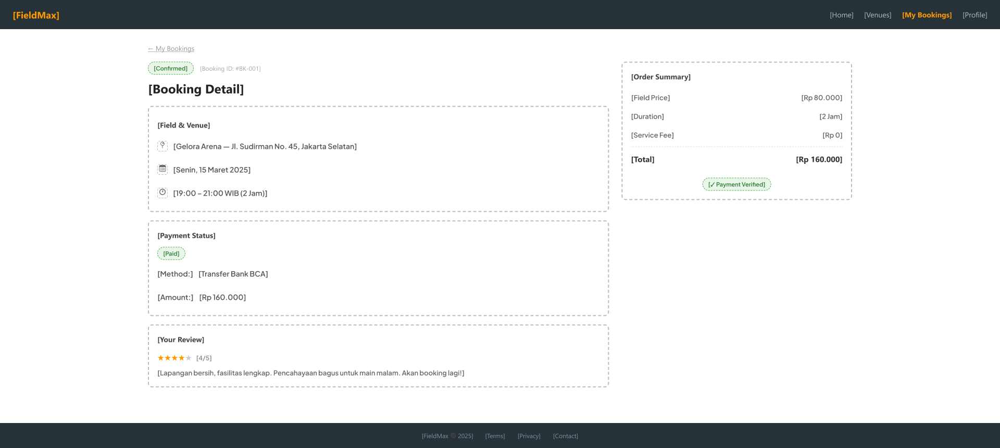 [FieldMax]
[Home] [Venues] [My Bookings] [Profile]
← My Bookings
[Confirmed] [Booking ID: #BK-001]
[Booking Detail]
[Field & Venue]
[Gelora Arena — Jl. Sudirman No. 45, Jakarta Selatan]
[Senin, 15 Maret 2025]
[19:00 – 21:00 WIB (2 Jam)]
[Payment Status]
[Paid]
[Method:] [Transfer Bank BCA]
[Amount:] [Rp 160.000]
[Your Review]
★★★★★ [4/5]
[Lapangan bersih, fasilitas lengkap. Pencahayaan bagus untuk main malam. Akan booking lagi!]
[Order Summary]
[Field Price] [Rp 80.000]
[Duration] [2 Jam]
[Service Fee] [Rp 0]
[Total] [Rp 160.000]
[✓ Payment Verified]
[FieldMax © 2025] [Terms] [Privacy] [Contact]